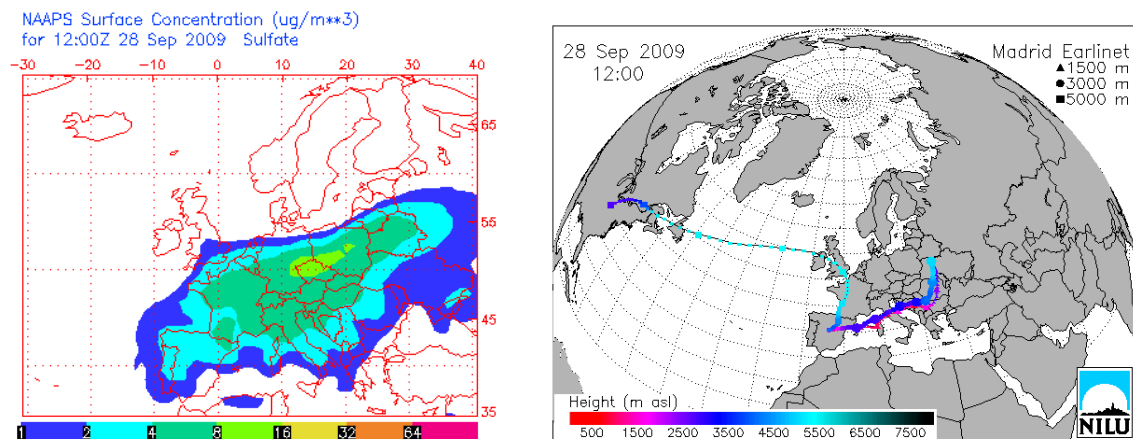 NAAPS Surface Concentration (ug/m**3)
for 12:00Z 28 Sep 2009 Sulfate
-30 -20 -10 0 10 20 30 40
65
55
45
35
1 2 4 8 16 32 64
28 Sep 2009
12:00
Madrid Earlinet
▲ 1500 m
● 3000 m
■ 5000 m
Height (m asl)
500 1500 2500 3500 4500 5500 6500 7500
NILU